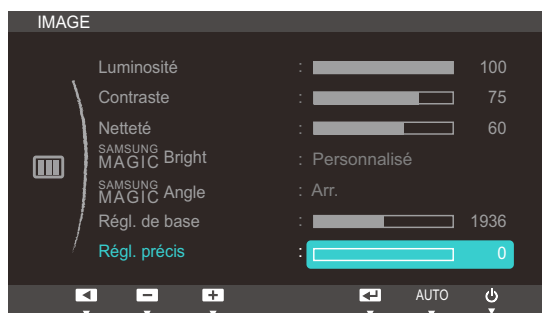 IMAGE
Luminosité : 100
Contraste : 75
Netteté : 60
SAMSUNG MAGIC Bright : Personnalisé
SAMSUNG MAGIC Angle : Arr.
Régl. de base : 1936
Régl. précis : 0
AUTO